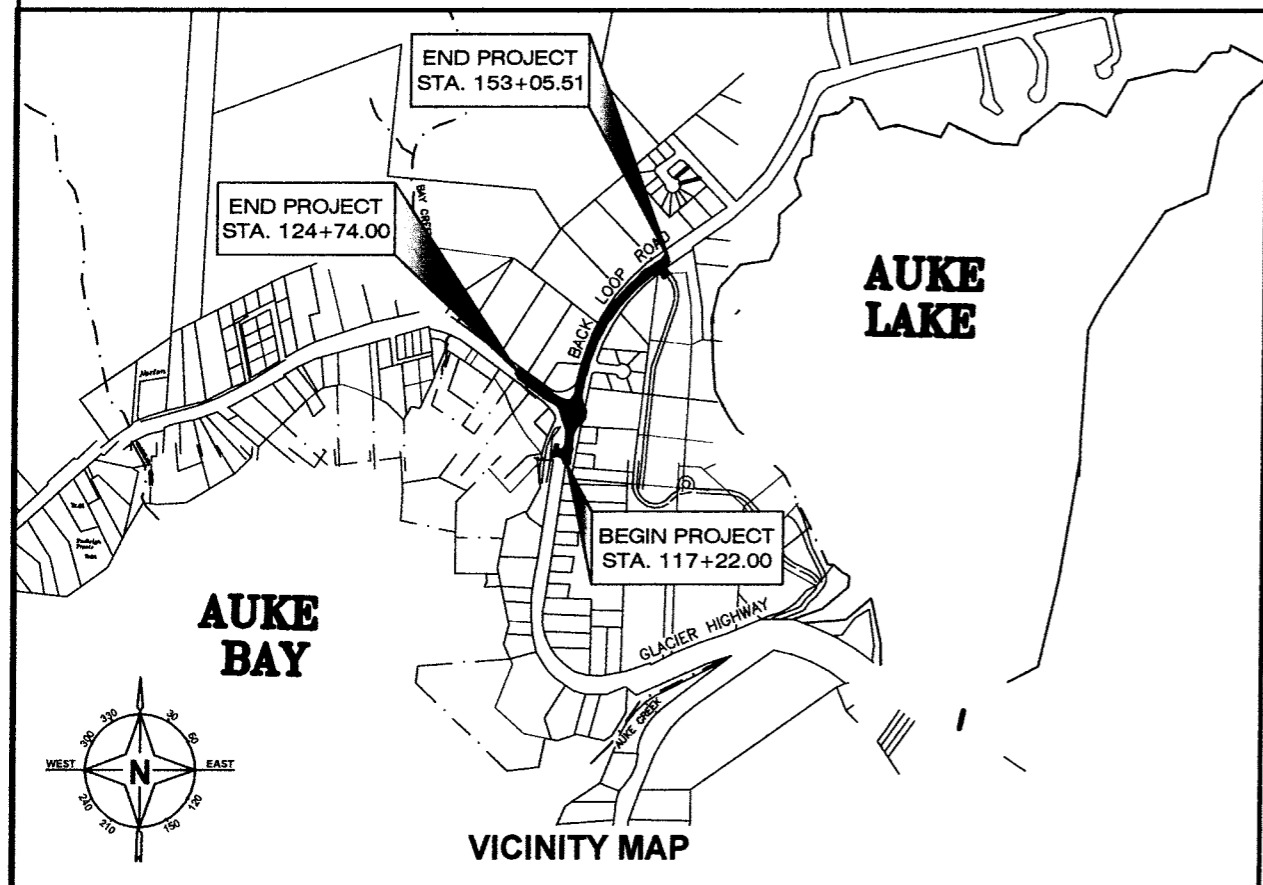 END PROJECT
STA. 153+05.51
END PROJECT
STA. 124+74.00
BAY CREEK
BACK LOOP ROAD
AUKE
LAKE
Horton
BEGIN PROJECT
STA. 117+22.00
AUKE
BAY
GLACIER HIGHWAY
AUKE CREEK
330
30
300
60
WEST
N
EAST
240
120
210
150
VICINITY MAP